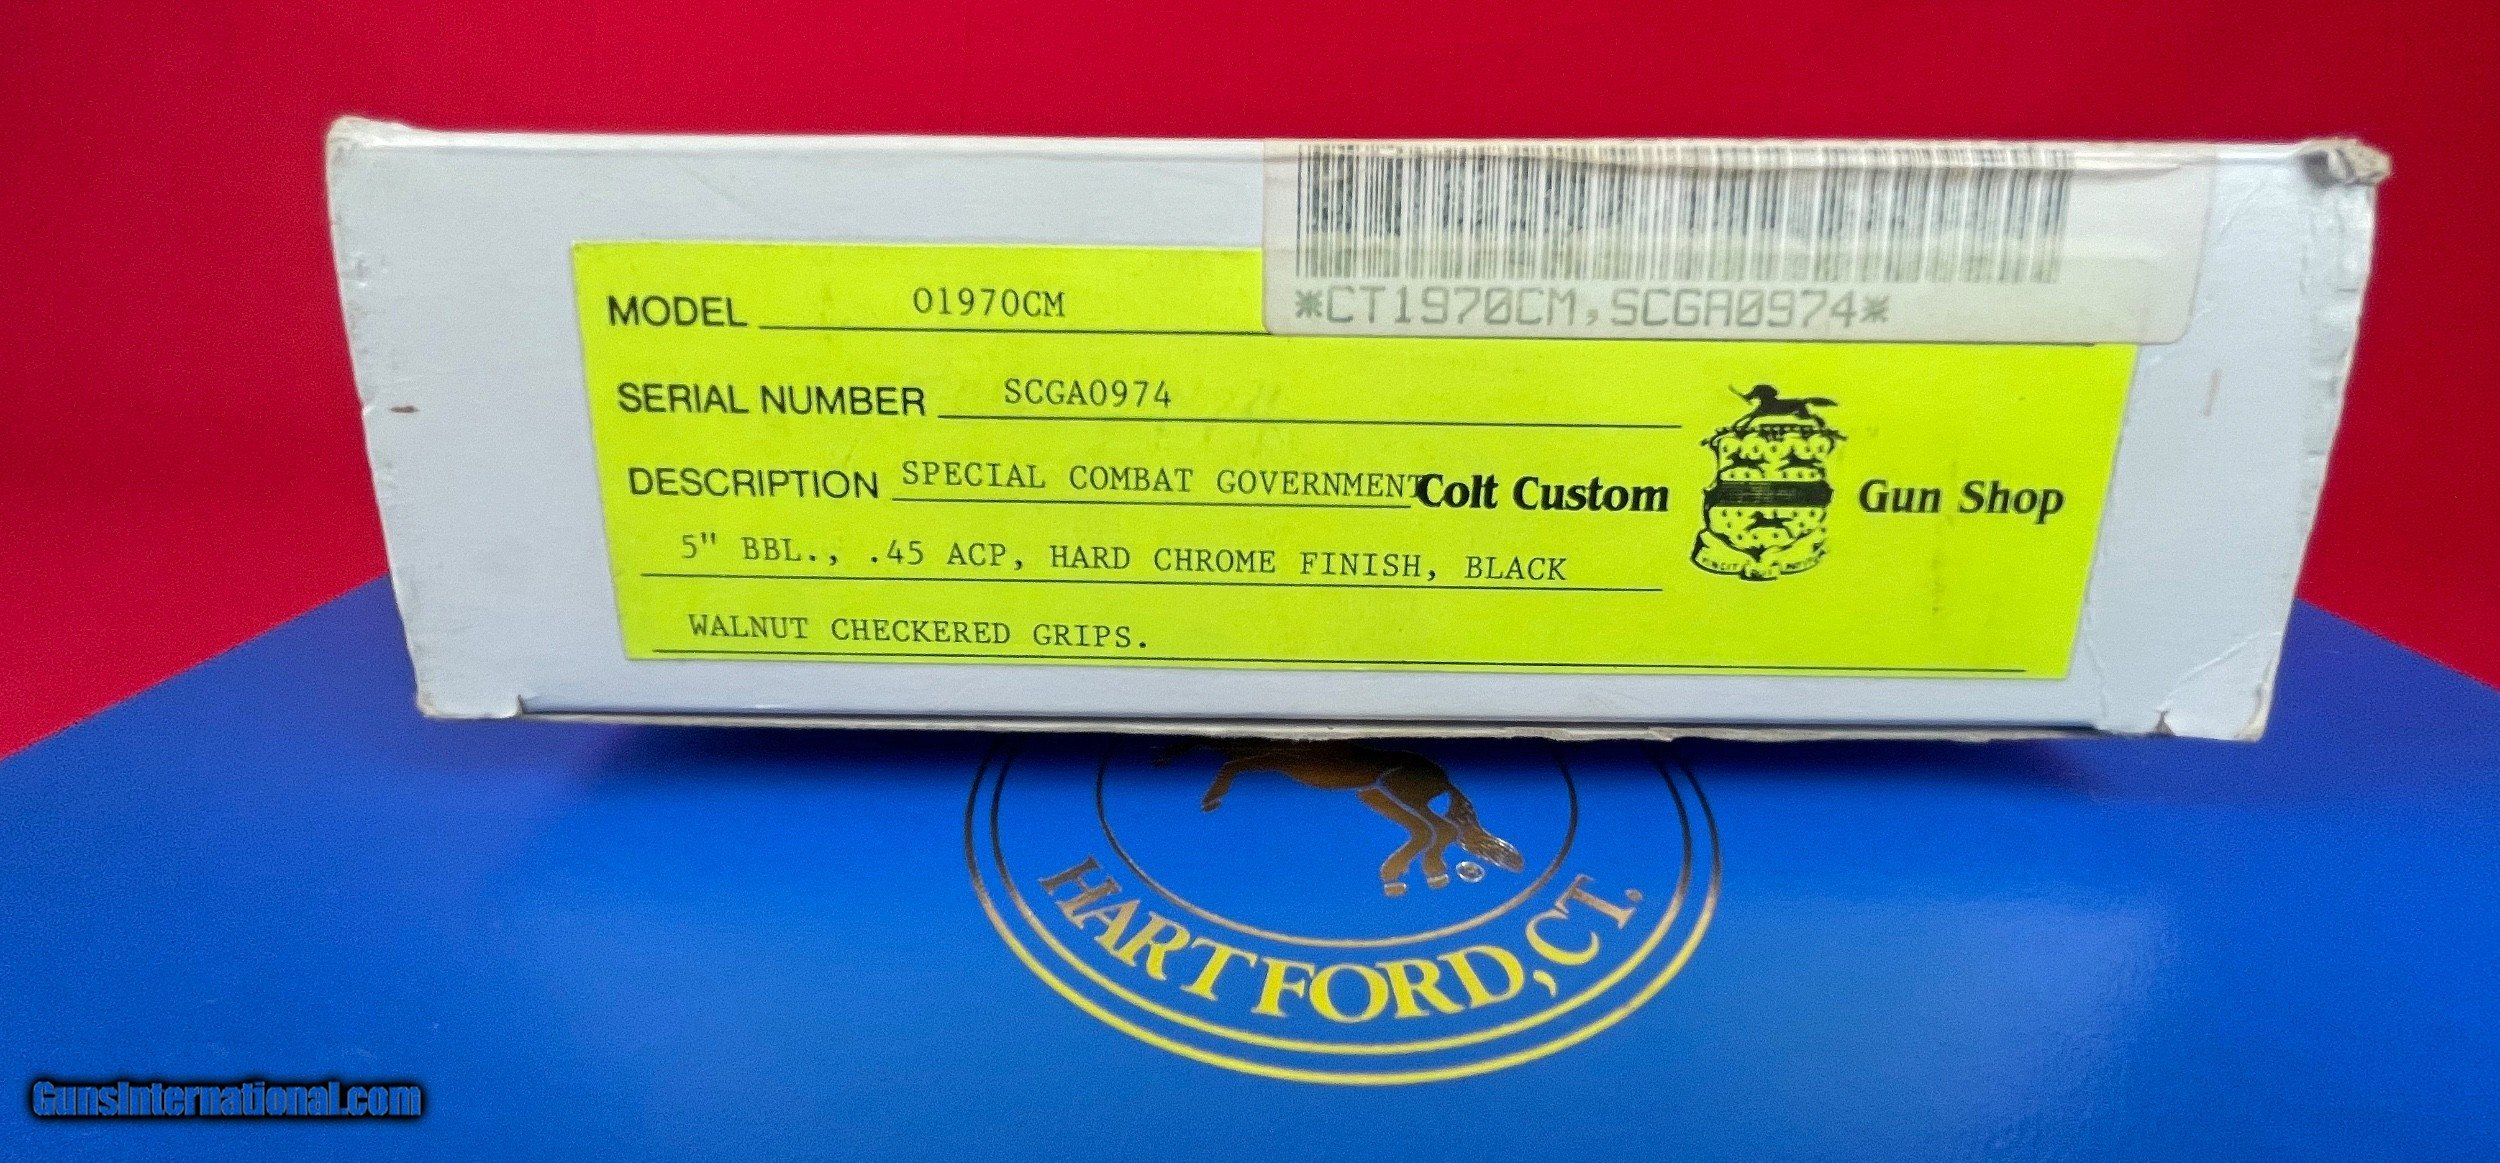 *CT1970CM,SCGA0974*
MODEL O1970CM
SERIAL NUMBER SCGA0974
DESCRIPTION SPECIAL COMBAT GOVERNMENT
Colt Custom Gun Shop
5" BBL., .45 ACP, HARD CHROME FINISH, BLACK
WALNUT CHECKERED GRIPS.
HARTFORD, CT.
GunsInternational.com